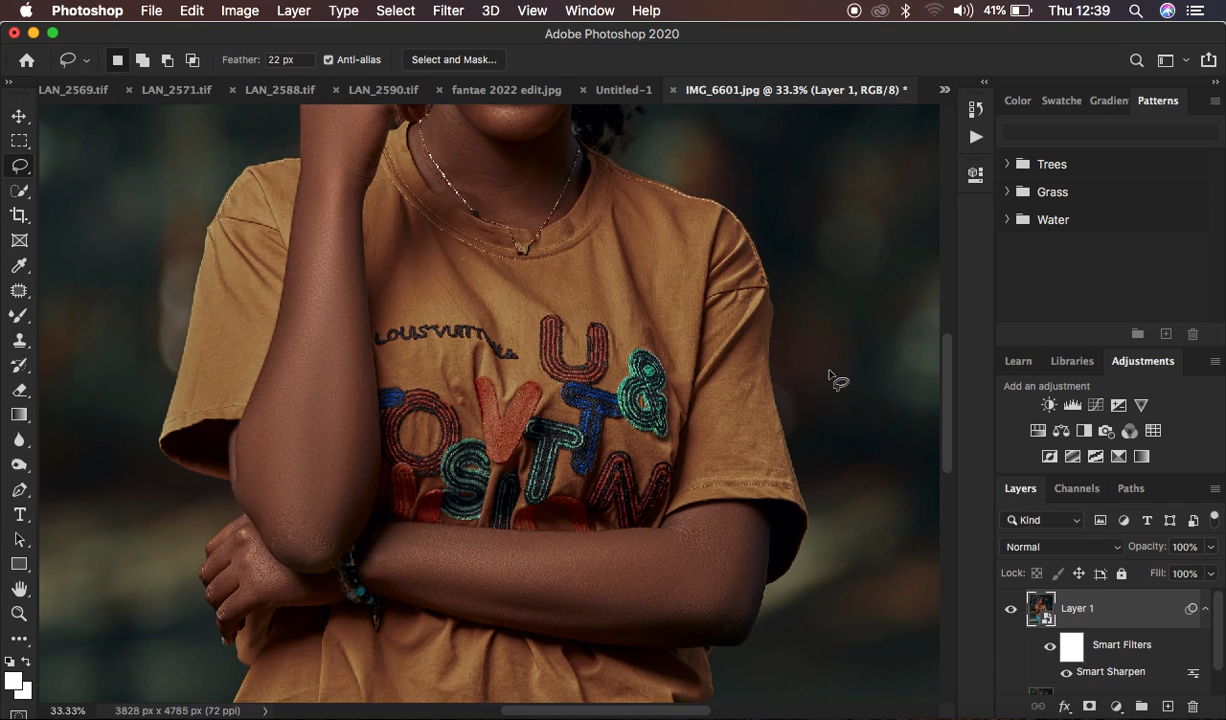 Photoshop File Edit Image Layer Type Select Filter 3D View Window Help 41% Thu 12:39
Adobe Photoshop 2020
Feather: 22 px Anti-alias Select and Mask...
LAN_2569.tif × LAN_2571.tif × LAN_2588.tif × LAN_2590.tif × fantae 2022 edit.jpg × Untitled-1 × IMG_6601.jpg @ 33.3% (Layer 1, RGB/8) *
Color Swatche Gradien Patterns
Trees
Grass
Water
LOUIS VUITT
U
&
O V T T
S I O N
Learn Libraries Adjustments
Add an adjustment
Layers Channels Paths
Kind
Normal Opacity: 100%
Lock: Fill: 100%
Layer 1
Smart Filters
Smart Sharpen
33.33% 3828 px x 4785 px (72 ppi)